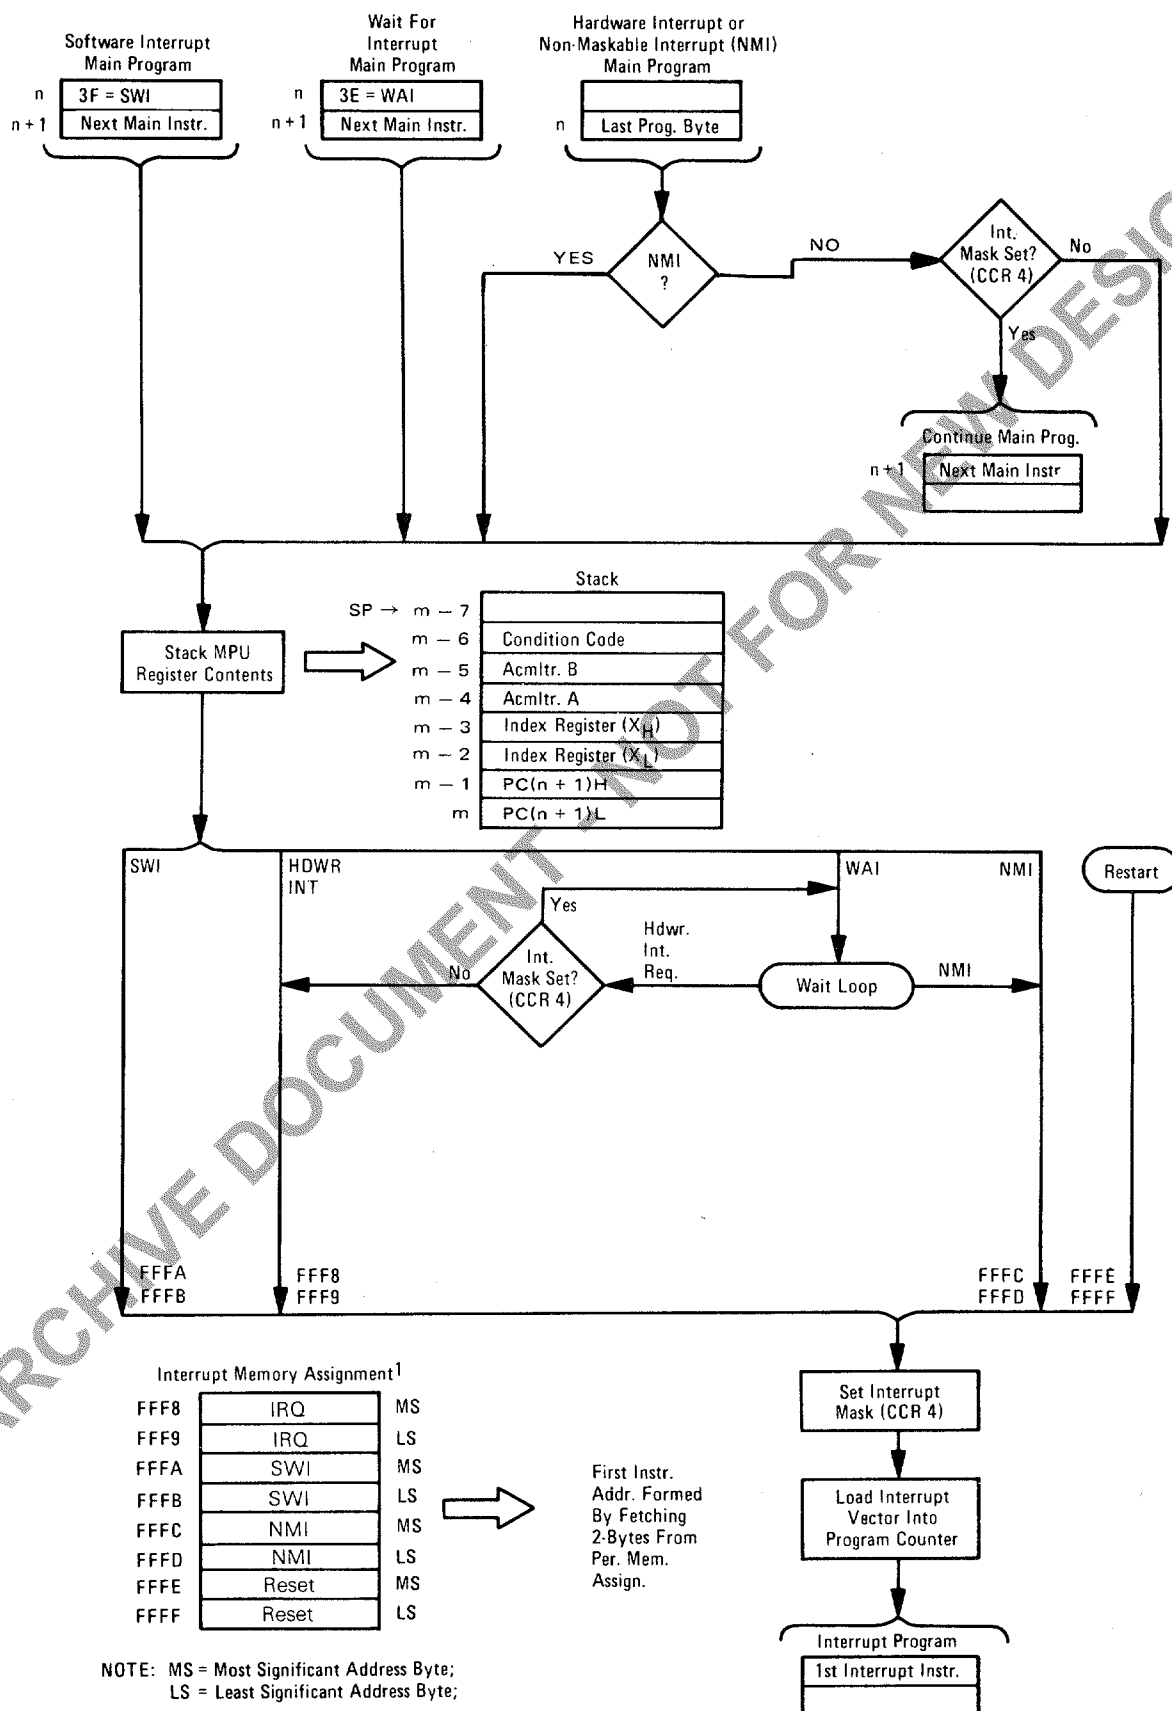 Software Interrupt
Main Program
n
3F = SWI
n + 1
Next Main Instr.
Wait For
Interrupt
Main Program
n
3E = WAI
n + 1
Next Main Instr.
Hardware Interrupt or
Non-Maskable Interrupt (NMI)
Main Program
n
Last Prog. Byte
YES
NMI
?
NO
Int.
Mask Set?
(CCR 4)
No
Yes
Continue Main Prog.
n + 1
Next Main Instr
Stack MPU
Register Contents
Stack
SP → m – 7
m – 6 Condition Code
m – 5 Acmltr. B
m – 4 Acmltr. A
m – 3 Index Register (XH)
m – 2 Index Register (XL)
m – 1 PC(n + 1)H
m PC(n + 1)L
SWI
HDWR
INT
WAI
NMI
Restart
Yes
Int.
Mask Set?
(CCR 4)
No
Hdwr.
Int.
Req.
Wait Loop
NMI
FFFA
FFFB
FFF8
FFF9
FFFC
FFFD
FFFE
FFFF
Interrupt Memory Assignment1
FFF8 IRQ MS
FFF9 IRQ LS
FFFA SWI MS
FFFB SWI LS
FFFC NMI MS
FFFD NMI LS
FFFE Reset MS
FFFF Reset LS
First Instr.
Addr. Formed
By Fetching
2-Bytes From
Per. Mem.
Assign.
Set Interrupt
Mask (CCR 4)
Load Interrupt
Vector Into
Program Counter
Interrupt Program
1st Interrupt Instr.
NOTE: MS = Most Significant Address Byte;
LS = Least Significant Address Byte;
ARCHIVE DOCUMENT - NOT FOR NEW DESIG